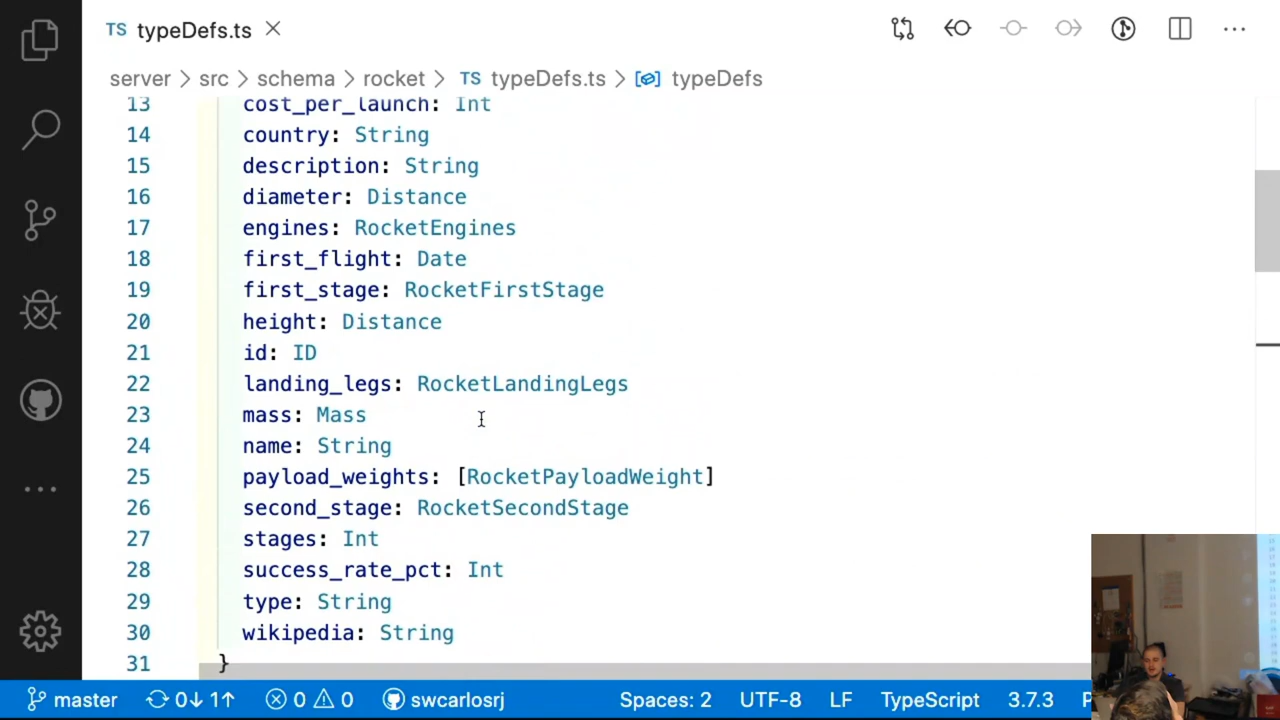 TS typeDefs.ts
server > src > schema > rocket > TS typeDefs.ts > typeDefs
13 cost_per_launch: Int
14 country: String
15 description: String
16 diameter: Distance
17 engines: RocketEngines
18 first_flight: Date
19 first_stage: RocketFirstStage
20 height: Distance
21 id: ID
22 landing_legs: RocketLandingLegs
23 mass: Mass
24 name: String
25 payload_weights: [RocketPayloadWeight]
26 second_stage: RocketSecondStage
27 stages: Int
28 success_rate_pct: Int
29 type: String
30 wikipedia: String
31 }
master 0↓ 1↑ 0 0 swcarlosrj Spaces: 2 UTF-8 LF TypeScript 3.7.3 P